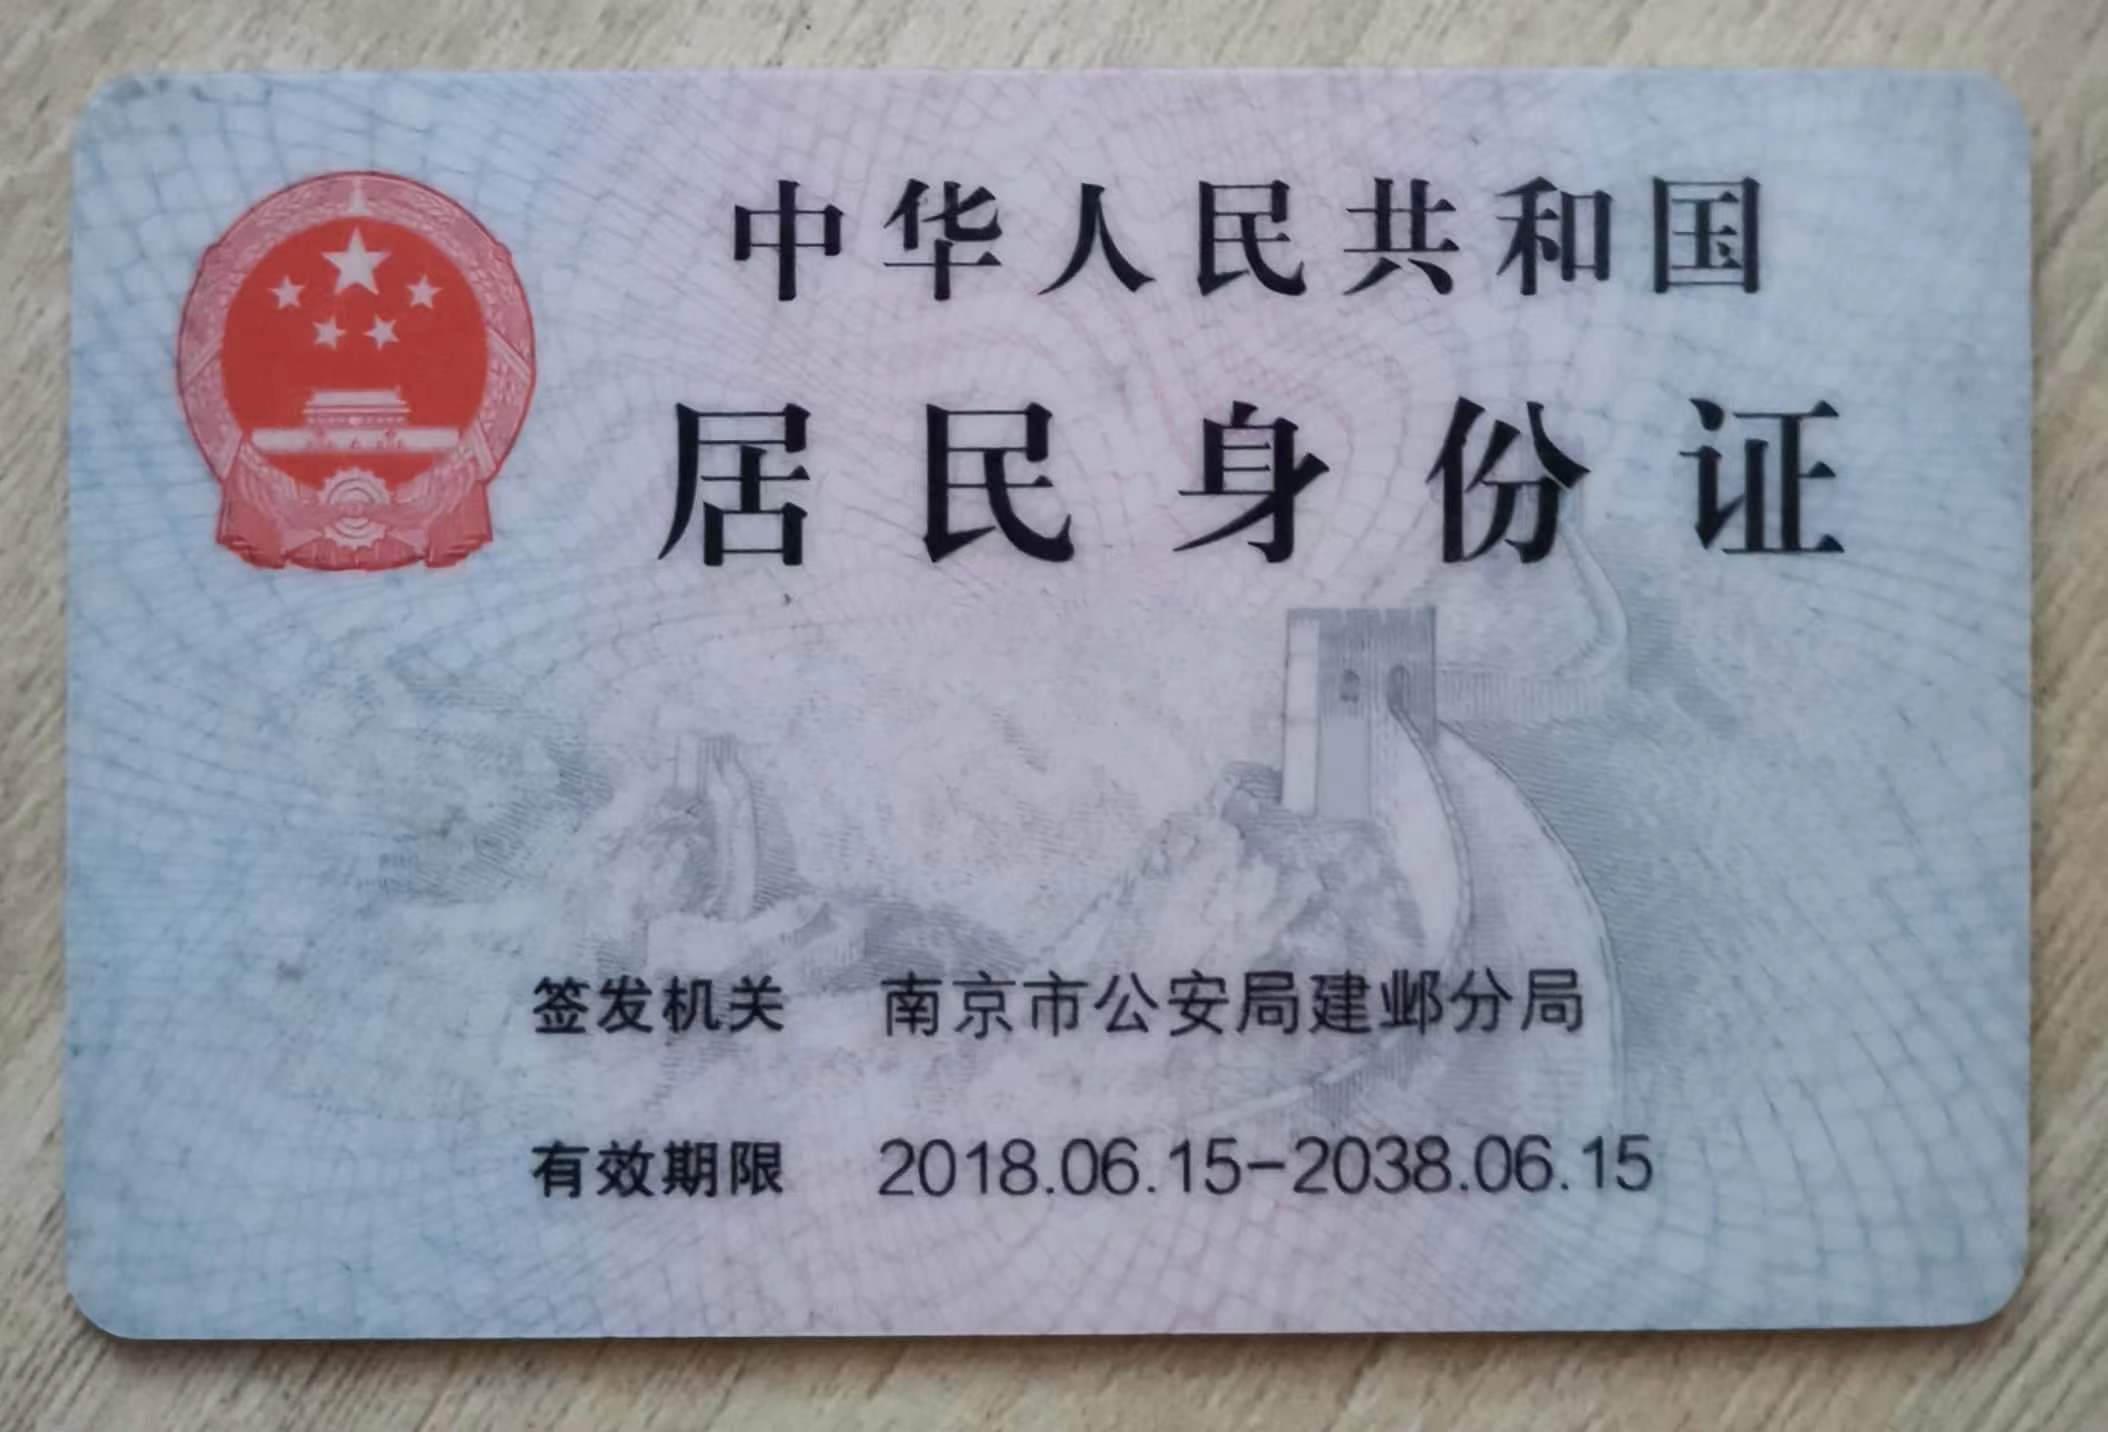 中华人民共和国
居民身份证
签发机关 南京市公安局建邺分局
有效期限 2018.06.15-2038.06.15